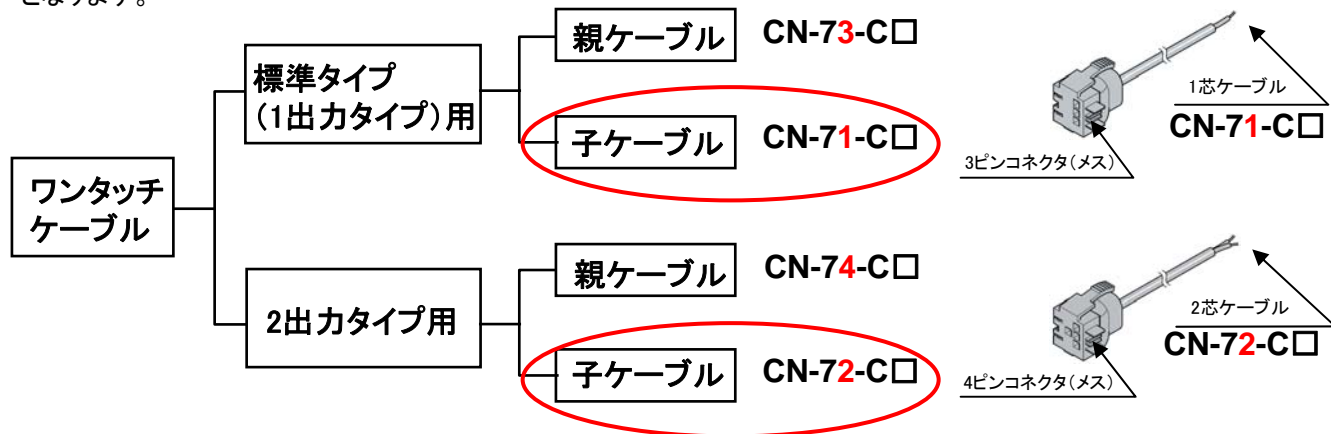 となります。
親ケーブル CN-73-C□
標準タイプ
(1出力タイプ)用
子ケーブル CN-71-C□
1芯ケーブル
CN-71-C□
3ピンコネクタ(メス)
ワンタッチ
ケーブル
親ケーブル CN-74-C□
2出力タイプ用
子ケーブル CN-72-C□
2芯ケーブル
CN-72-C□
4ピンコネクタ(メス)